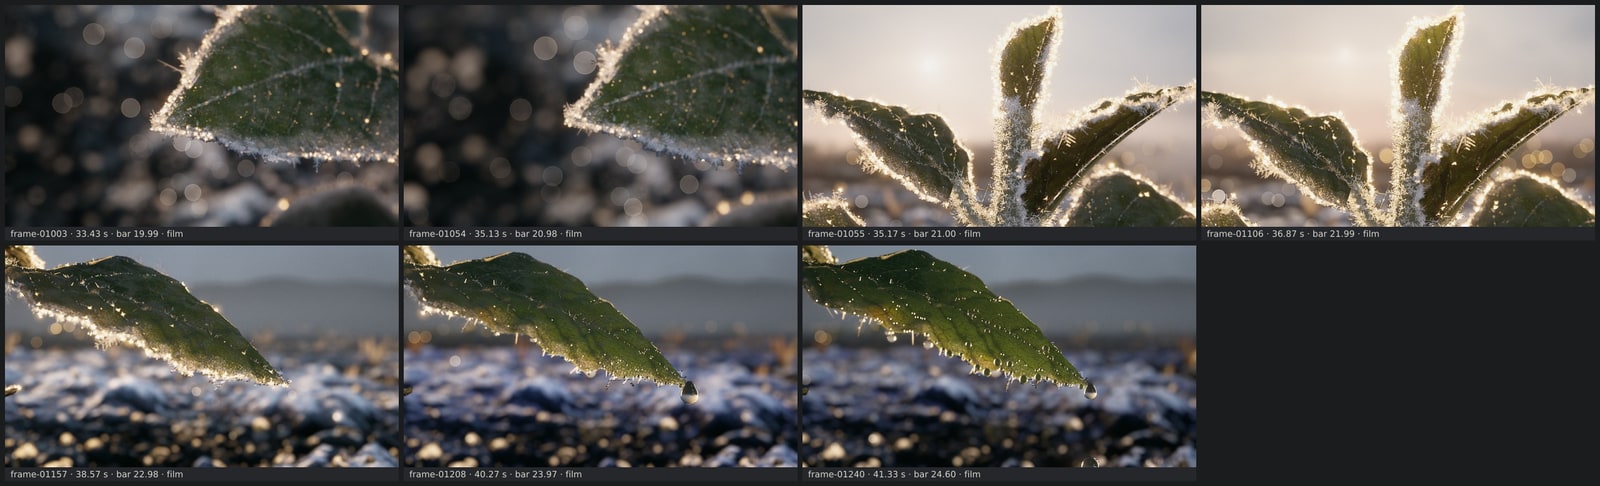 frame-01003 · 33.43 s · bar 19.99 · film
frame-01054 · 35.13 s · bar 20.98 · film
frame-01055 · 35.17 s · bar 21.00 · film
frame-01106 · 36.87 s · bar 21.99 · film
frame-01157 · 38.57 s · bar 22.98 · film
frame-01208 · 40.27 s · bar 23.97 · film
frame-01240 · 41.33 s · bar 24.60 · film